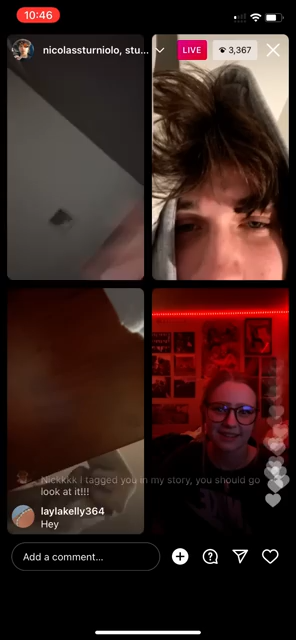 10:46
nicolassturniolo, stu...
LIVE
3,367
Nickkkk I tagged you in my story, you should go
look at it!!!
laylakelly364
Hey
Add a comment...